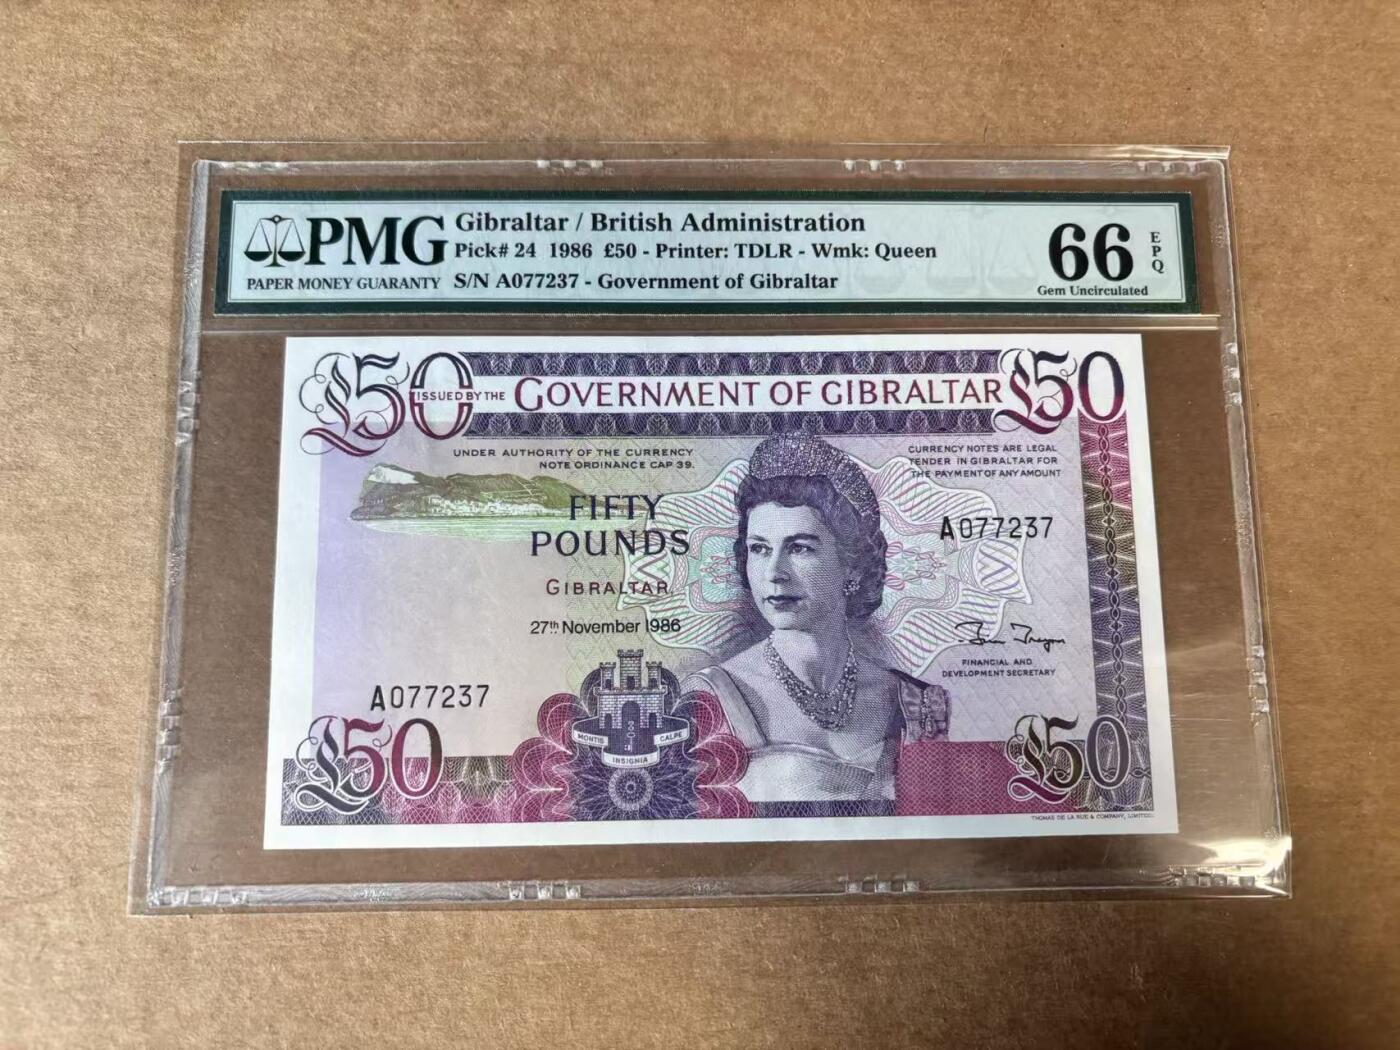 PMG
PAPER MONEY GUARANTY
Gibraltar / British Administration
Pick# 24 1986 £50 - Printer: TDLR - Wmk: Queen
S/N A077237 - Government of Gibraltar
66
EPQ
Gem Uncirculated
£50
ISSUED BY THE GOVERNMENT OF GIBRALTAR
£50
UNDER AUTHORITY OF THE CURRENCY
NOTE ORDINANCE CAP 39.
CURRENCY NOTES ARE LEGAL
TENDER IN GIBRALTAR FOR
THE PAYMENT OF ANY AMOUNT
FIFTY
POUNDS
A077237
GIBRALTAR,
27th November 1986
FINANCIAL AND
DEVELOPMENT SECRETARY
A077237
MONTIS
CALPE
INSIGNIA
£50
£50
THOMAS DE LA RUE & COMPANY, LIMITED.